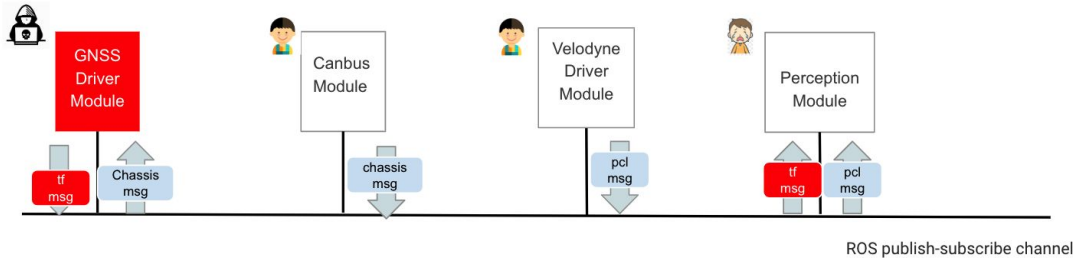 GNSS
Driver
Module
Canbus
Module
Velodyne
Driver
Module
Perception
Module
tf
msg
Chassis
msg
chassis
msg
pcl
msg
tf
msg
pcl
msg
ROS publish-subscribe channel